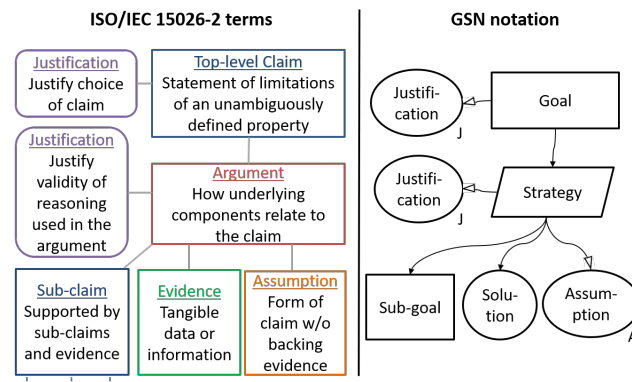 ISO/IEC 15026-2 terms
Justification
Justify choice
of claim
Top-level Claim
Statement of limitations
of an unambiguously
defined property
Justification
Justify
validity of
reasoning
used in the
argument
Argument
How underlying
components relate to
the claim
Sub-claim
Supported by
sub-claims
and evidence
Evidence
Tangible
data or
information
Assumption
Form of
claim w/o
backing
evidence
GSN notation
Justifi-
cation
J
Goal
Justifi-
cation
J
Strategy
Sub-goal
Solu-
tion
Assum-
ption
A